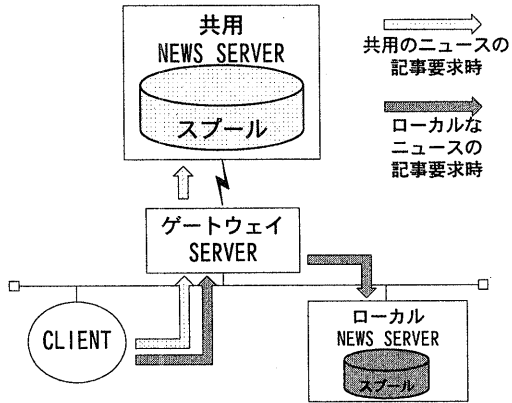 共用
NEWS SERVER
スプール
共用のニュースの
記事要求時
ローカルな
ニュースの
記事要求時
ゲートウェイ
SERVER
CLIENT
ローカル
NEWS SERVER
スプール